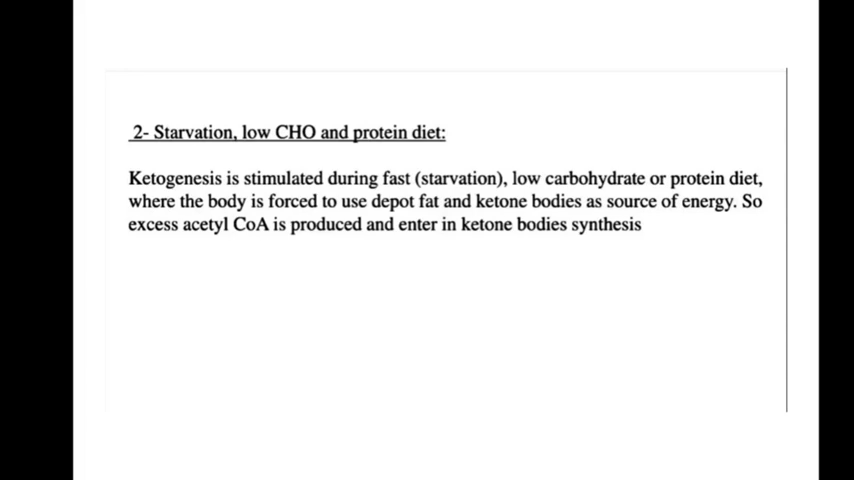 2- Starvation, low CHO and protein diet:
Ketogenesis is stimulated during fast (starvation), low carbohydrate or protein diet,
where the body is forced to use depot fat and ketone bodies as source of energy. So
excess acetyl CoA is produced and enter in ketone bodies synthesis